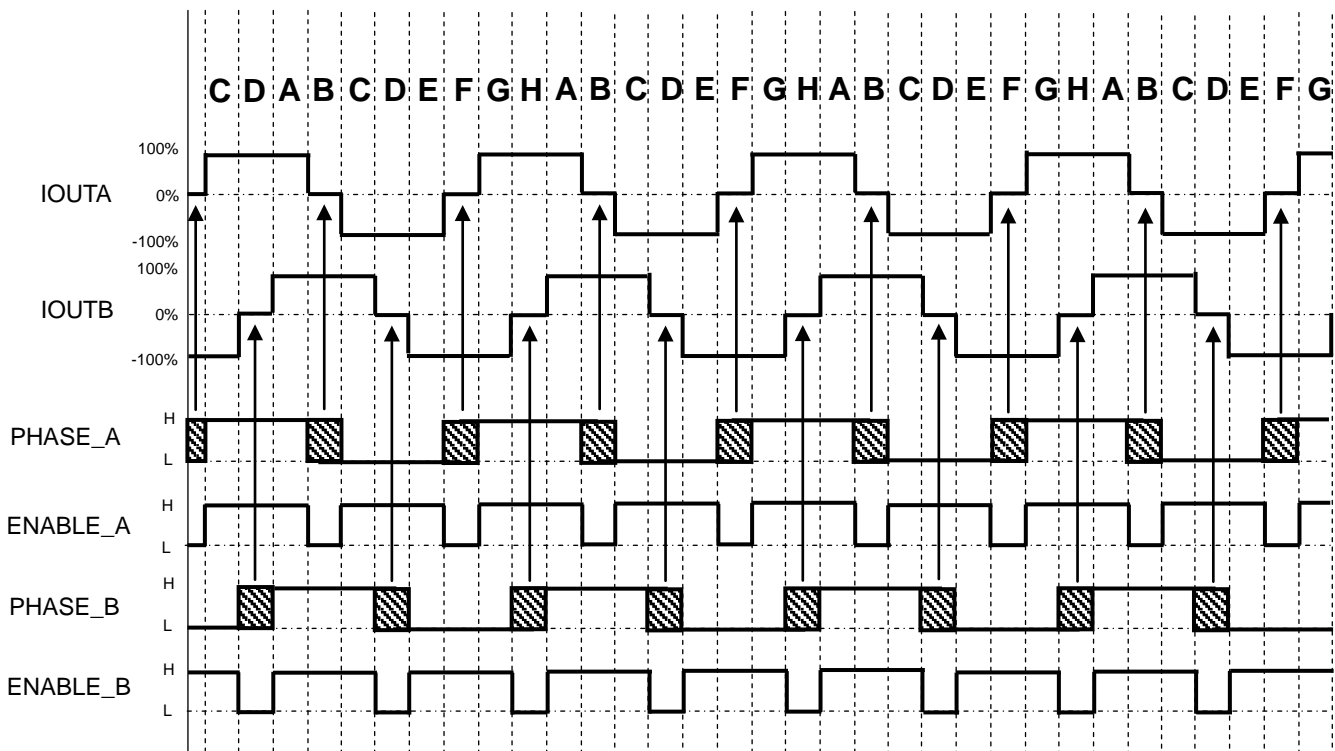 C D A B C D E F G H A B C D E F G H A B C D E F G H A B C D E F G
100%
IOUTA
0%
-100%
100%
IOUTB
0%
-100%
H
PHASE_A
L
H
ENABLE_A
L
H
PHASE_B
L
H
ENABLE_B
L